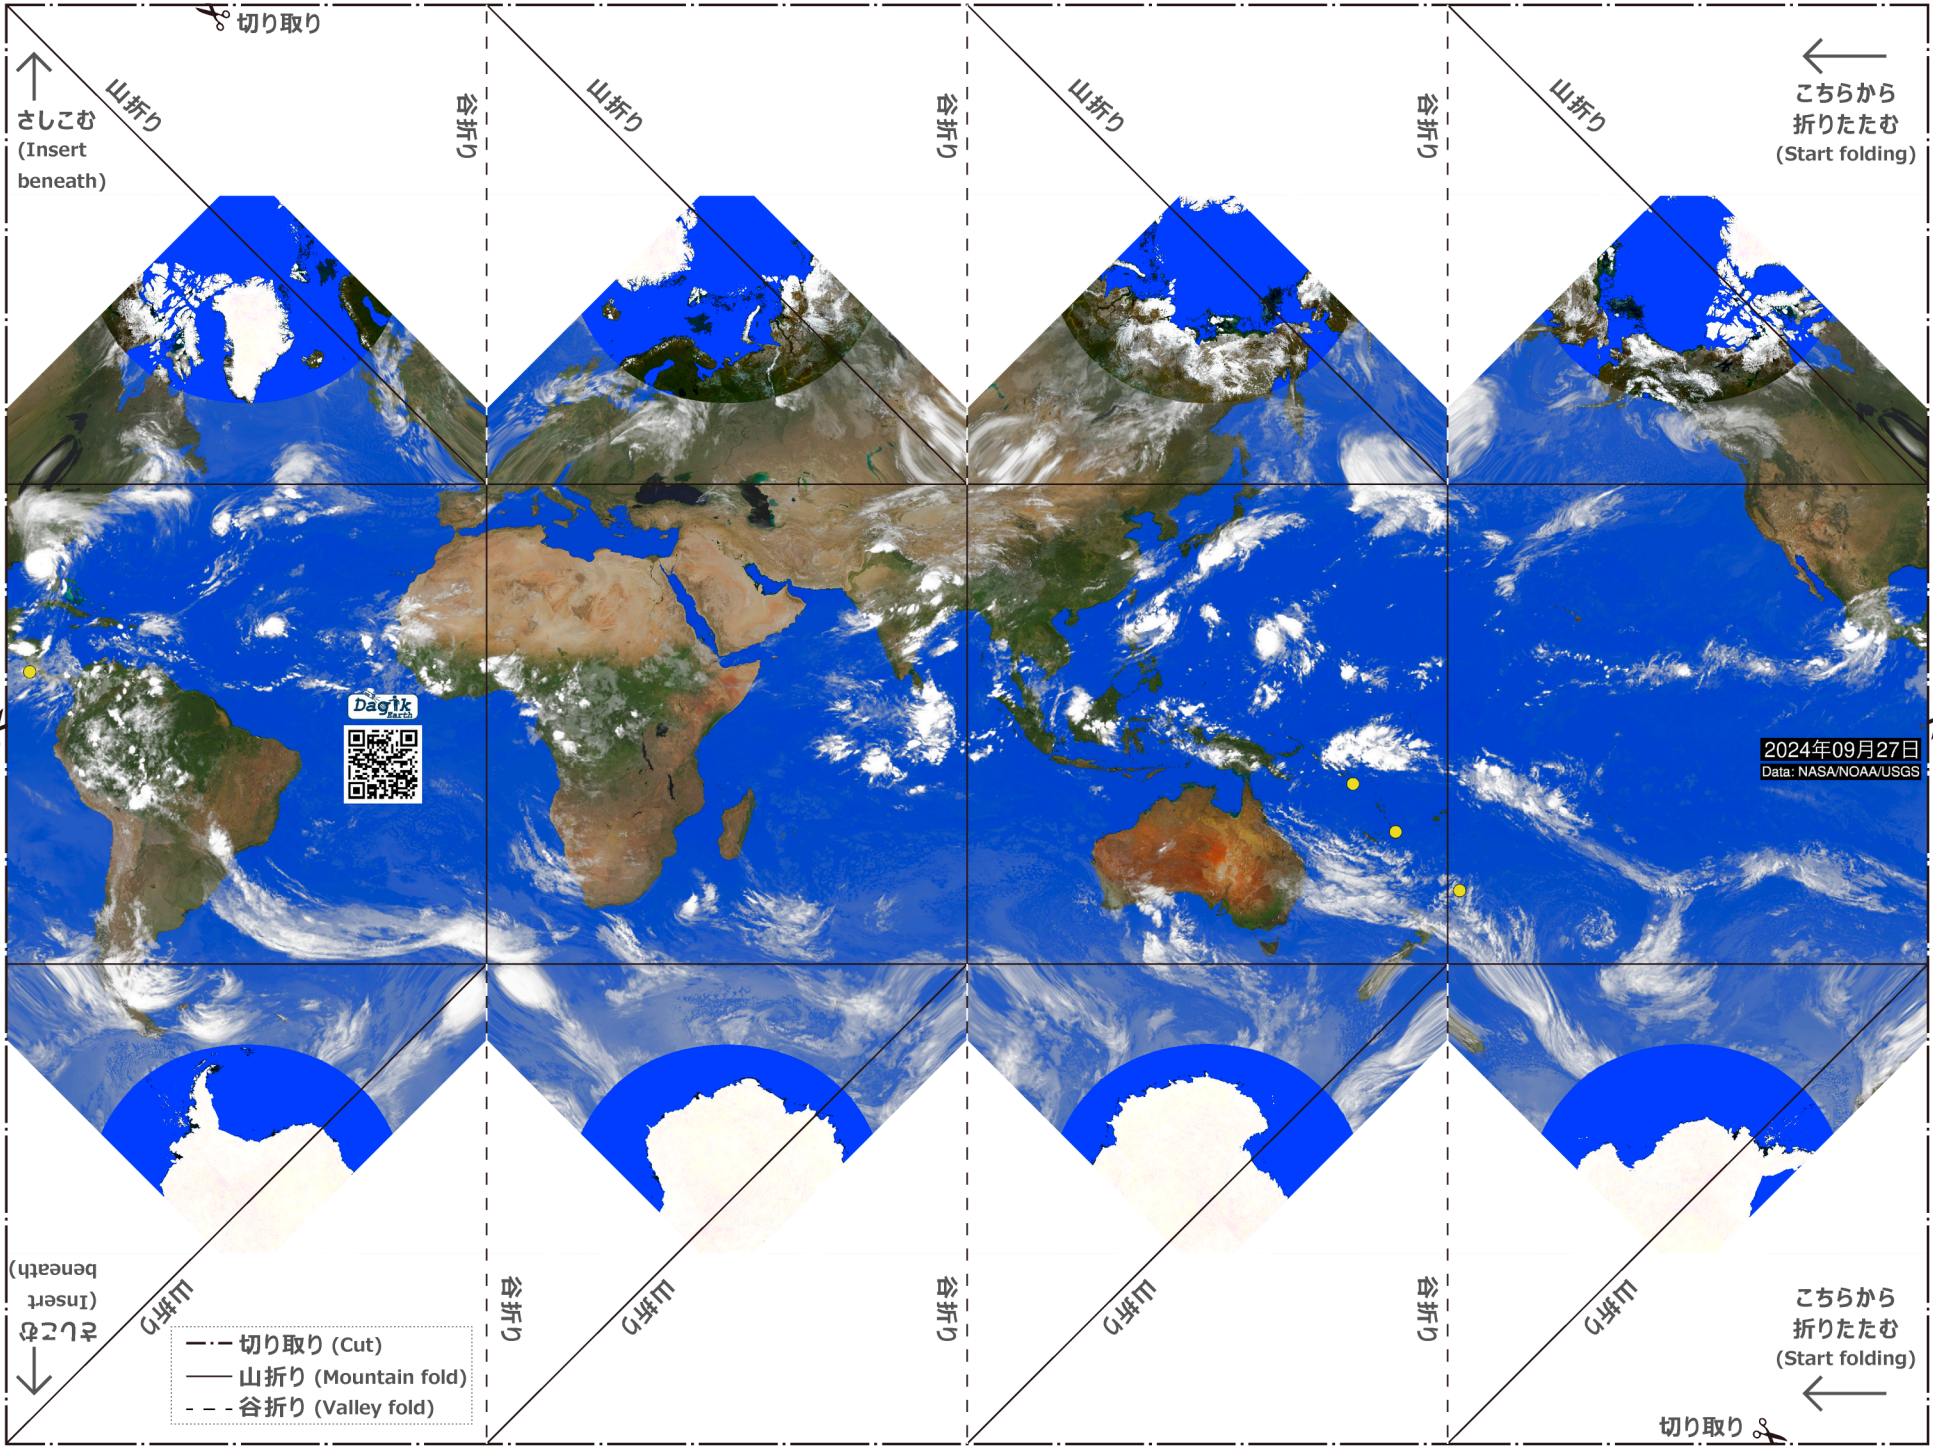 切り取り
山折り
谷折り
山折り
谷折り
山折り
谷折り
山折り
さしこむ
(Insert
beneath)
こちらから
折りたたむ
(Start folding)
Dagik
Earth
2024年09月27日
Data: NASA/NOAA/USGS
さしこむ
(Insert
beneath)
山折り
谷折り
山折り
谷折り
山折り
谷折り
山折り
こちらから
折りたたむ
(Start folding)
切り取り (Cut)
山折り (Mountain fold)
谷折り (Valley fold)
切り取り